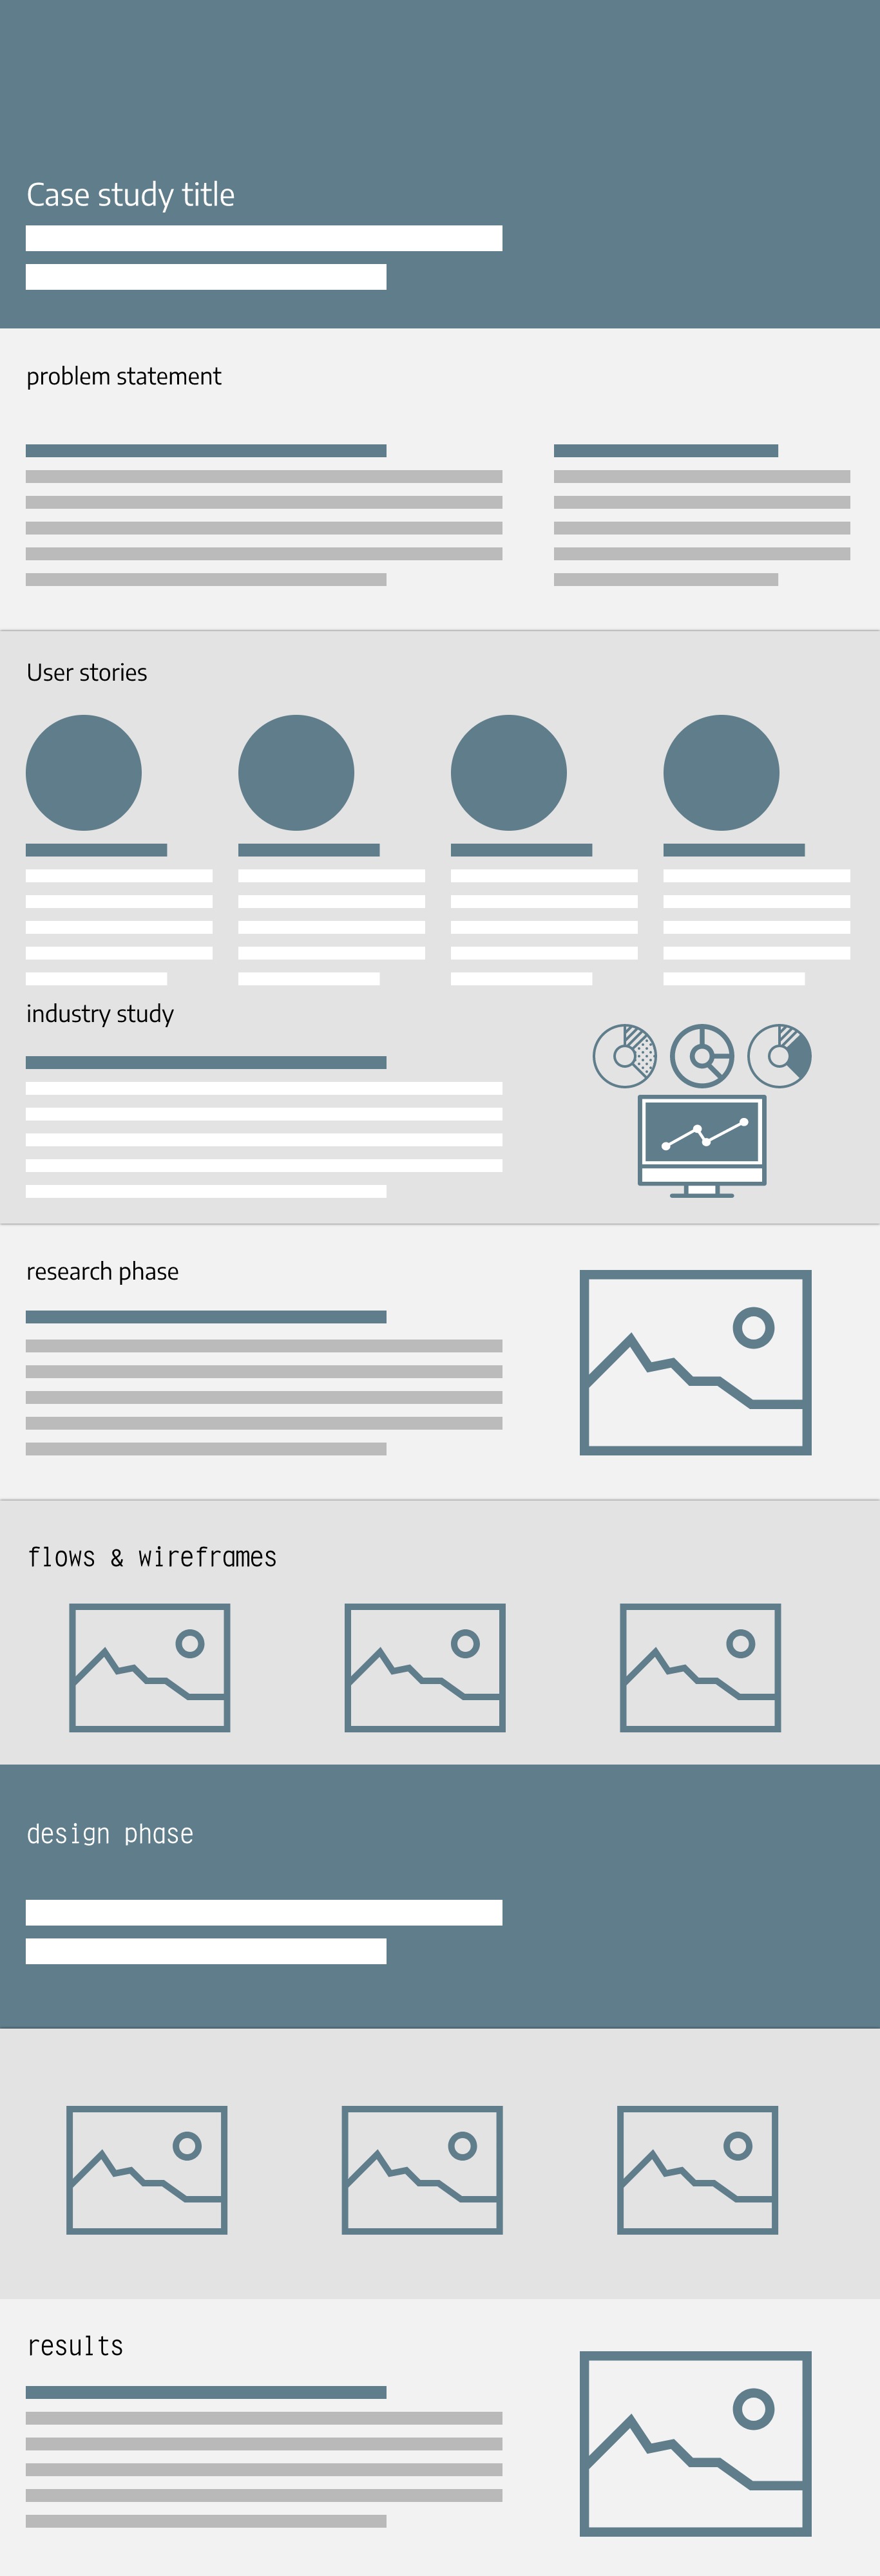 Case study title
problem statement
User stories
industry study
research phase
flows & wireframes
design phase
results